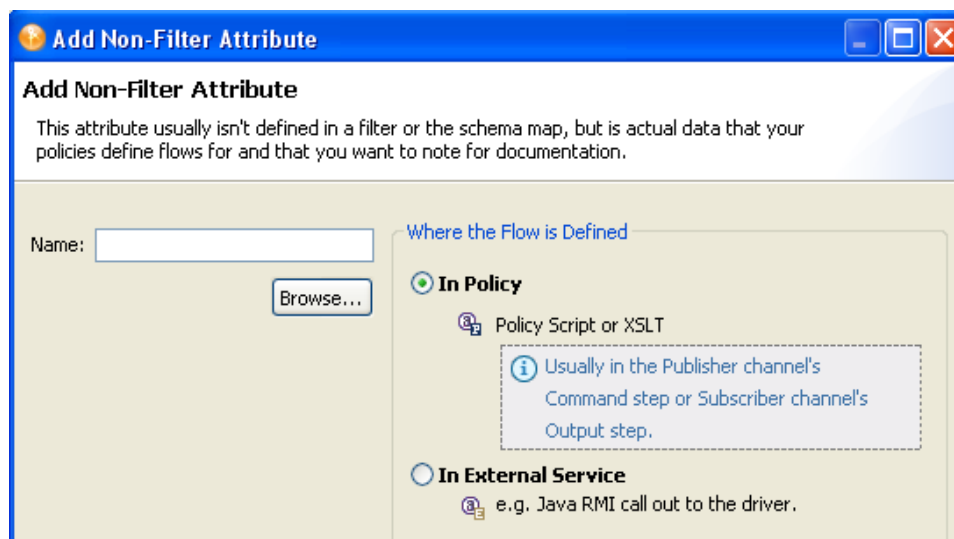 Add Non-Filter Attribute
Add Non-Filter Attribute
This attribute usually isn't defined in a filter or the schema map, but is actual data that your
policies define flows for and that you want to note for documentation.
Name:
Browse...
Where the Flow is Defined
In Policy
Policy Script or XSLT
Usually in the Publisher channel's
Command step or Subscriber channel's
Output step.
In External Service
e.g. Java RMI call out to the driver.